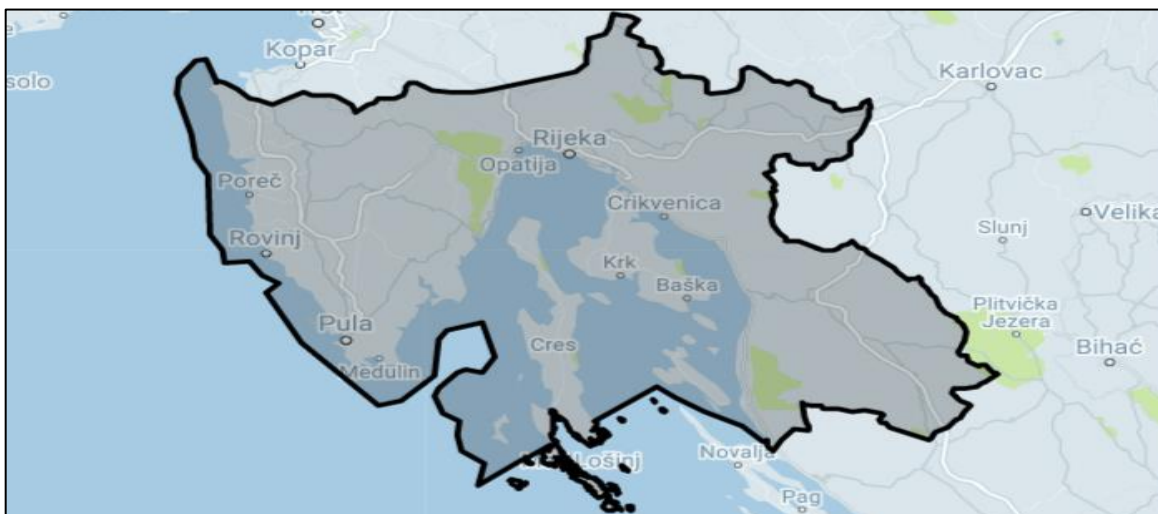 Kopar
solo
Karlovac
Rijeka
Opatija
Poreč
Crikvenica
Velika
Slunj
Rovinj
Krk
Baška
Plitvička
Jezera
Pula
Cres
Bihać
Medulin
Lošinj
Novalja
Pag